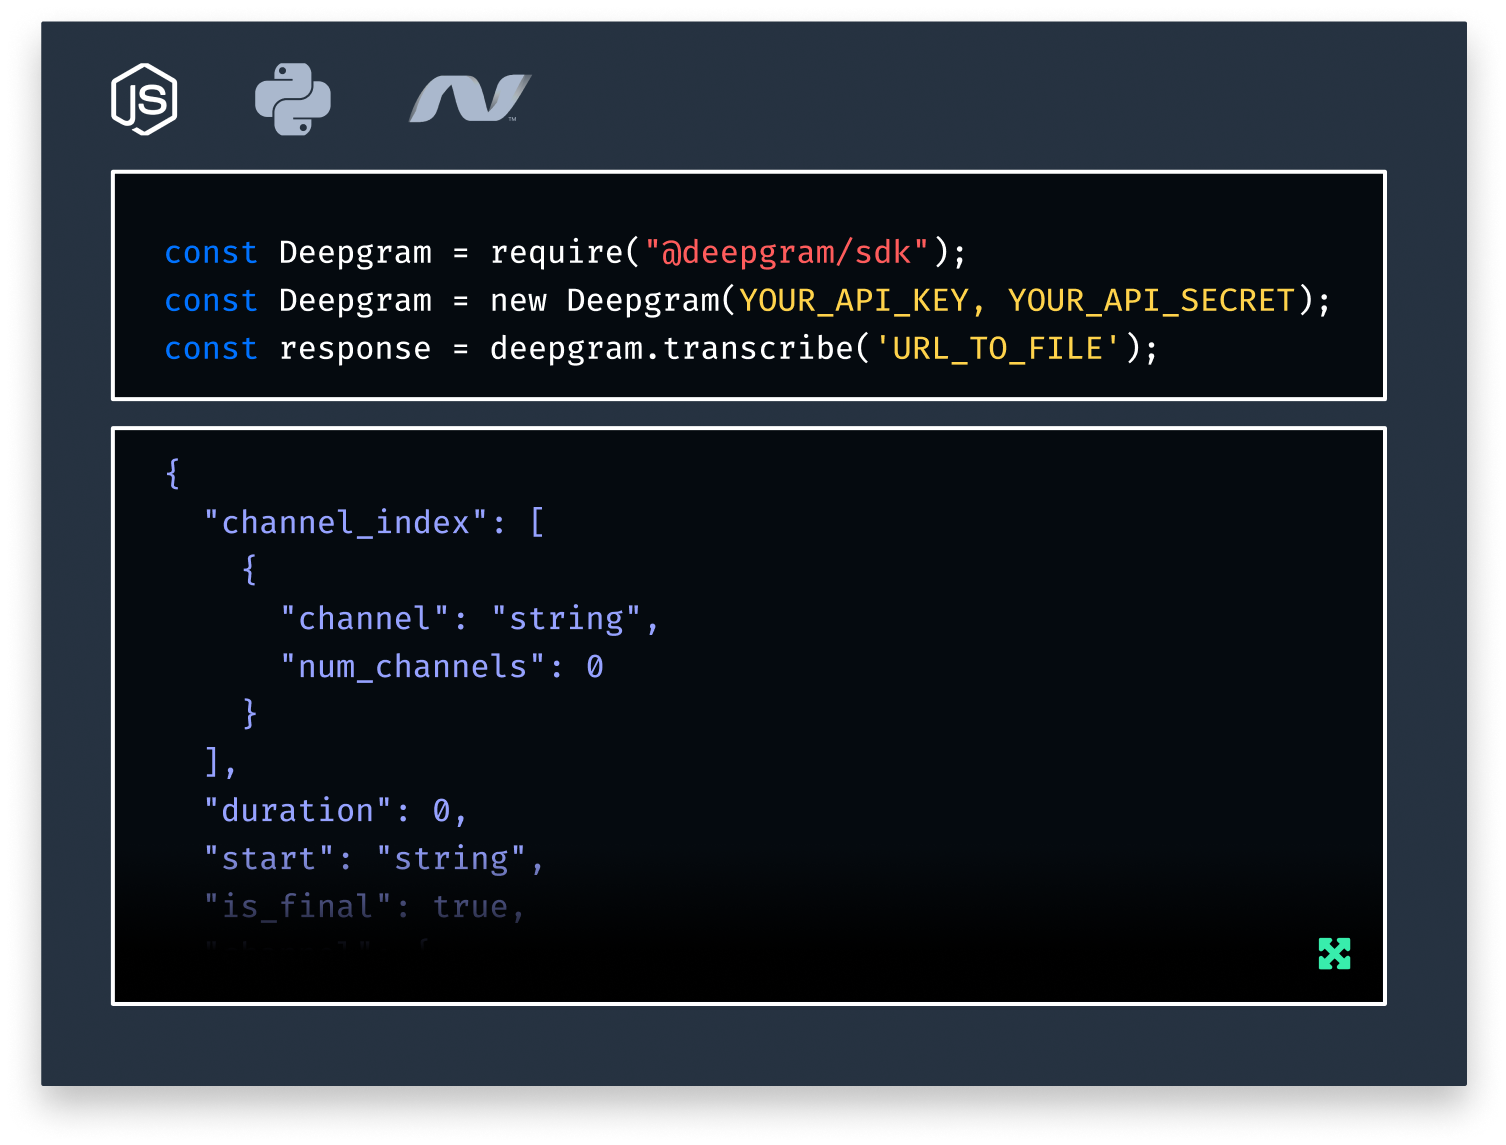 JS
TM
const Deepgram = require("@deepgram/sdk");
const Deepgram = new Deepgram(YOUR_API_KEY, YOUR_API_SECRET);
const response = deepgram.transcribe('URL_TO_FILE');
{
"channel_index": [
{
"channel": "string",
"num_channels": 0
}
],
"duration": 0,
"start": "string",
"is_final": true,